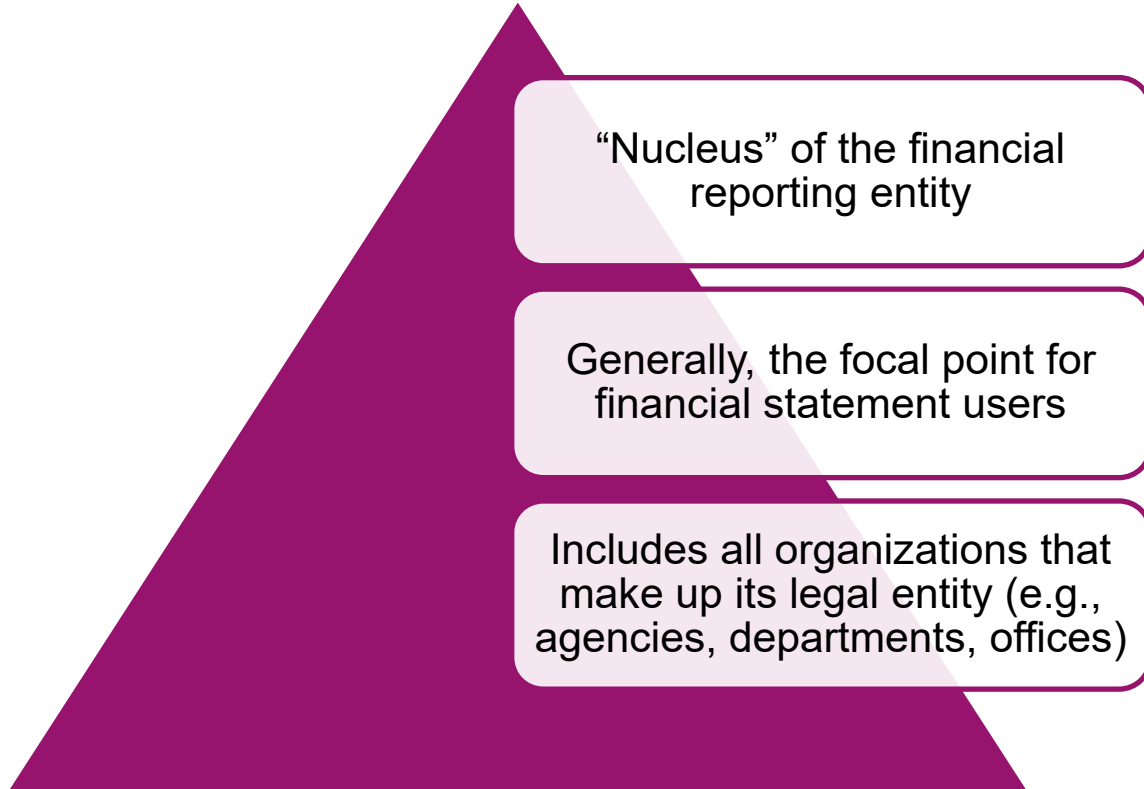 “Nucleus” of the financial
reporting entity
Generally, the focal point for
financial statement users
Includes all organizations that
make up its legal entity (e.g.,
agencies, departments, offices)